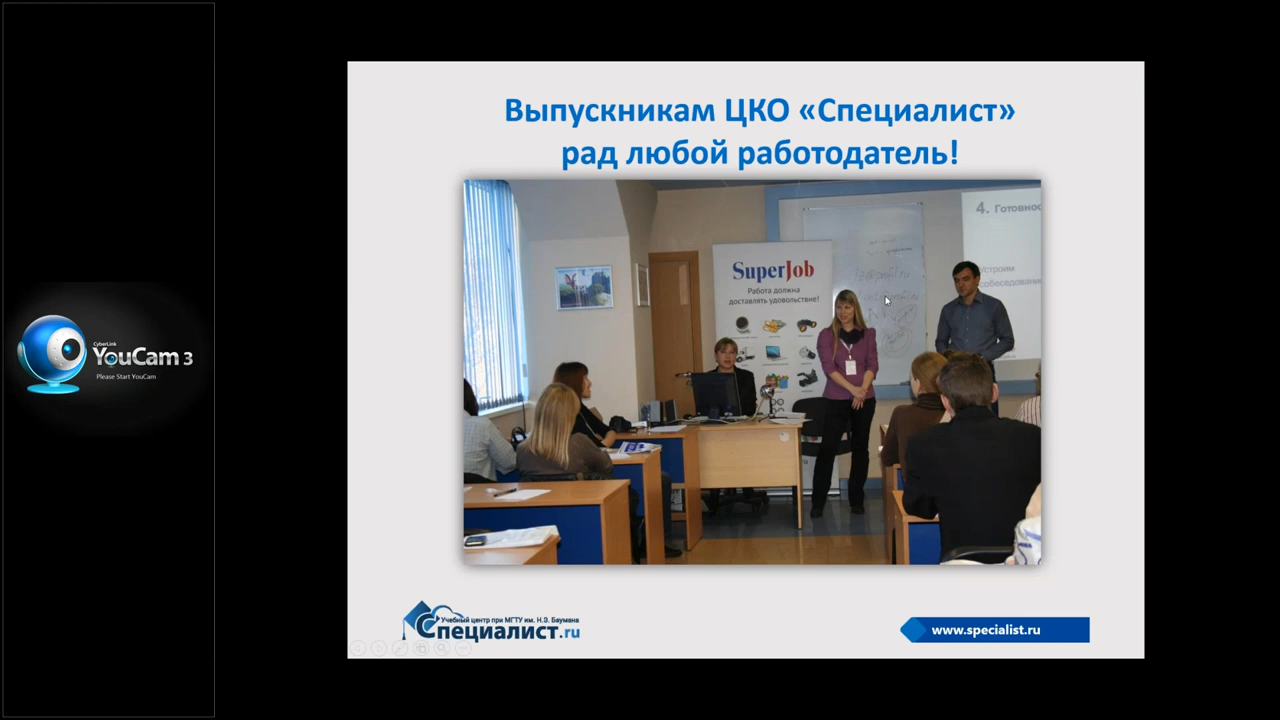 Выпускникам ЦКО «Специалист»
рад любой работодатель!
4. Готовнос
SuperJob
Работа должна
доставлять удовольствие!
Устроим
собеседовани
CyberLink
YouCam 3
Please Start YouCam
Учебный центр при МГТУ им. Н.Э. Баумана
Специалист.ru
www.specialist.ru